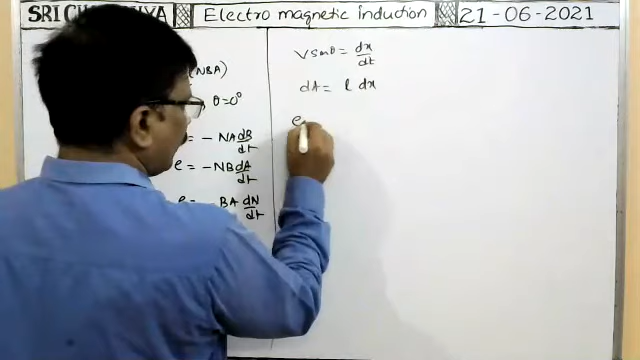 SRI
Electro magnetic induction
21-06-2021
(NBA)
θ=0°
= - NA dB/dt
e = - NB dA/dt
e = - BA dN/dt
V sinθ = dx/dt
dA = l dx
e